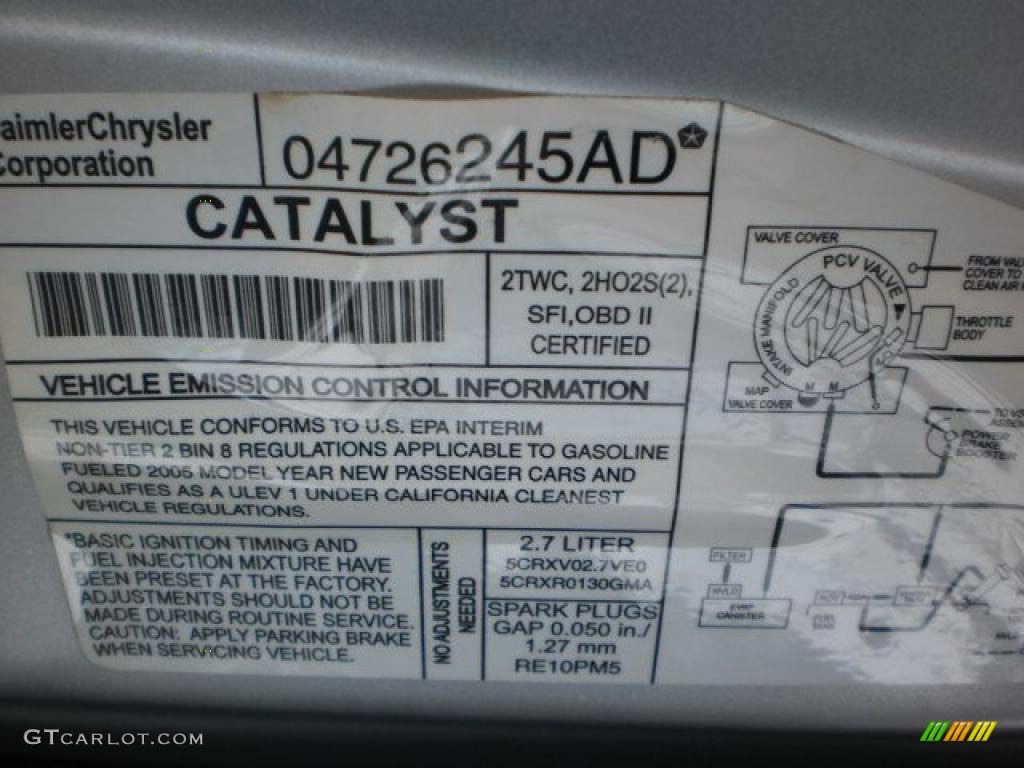 aimlerChrysler
orporation
04726245AD
CATALYST
2TWC, 2HO2S(2),
SFI,OBD II
CERTIFIED
VEHICLE EMISSION CONTROL INFORMATION
THIS VEHICLE CONFORMS TO U.S. EPA INTERIM
NON-TIER 2 BIN 8 REGULATIONS APPLICABLE TO GASOLINE
FUELED 2005 MODEL YEAR NEW PASSENGER CARS AND
QUALIFIES AS A ULEV 1 UNDER CALIFORNIA CLEANEST
VEHICLE REGULATIONS.
*BASIC IGNITION TIMING AND
FUEL INJECTION MIXTURE HAVE
BEEN PRESET AT THE FACTORY.
ADJUSTMENTS SHOULD NOT BE
MADE DURING ROUTINE SERVICE.
CAUTION: APPLY PARKING BRAKE
WHEN SERVICING VEHICLE.
NO ADJUSTMENTS
NEEDED
2.7 LITER
5CRXV02.7VE0
5CRXR0130GMA
SPARK PLUGS
GAP 0.050 in./
1.27 mm
RE10PM5
VALVE COVER
PCV VALVE
INTAKE MANIFOLD
FROM VAL
COVER TO
CLEAN AIR
THROTTLE
BODY
MAP
VALVE COVER
M M
TO VS
ASSE
POWER
BRAKE
BOOSTER
FILTER
NVLD
EVAP
CANISTER
GTCARLOT.COM